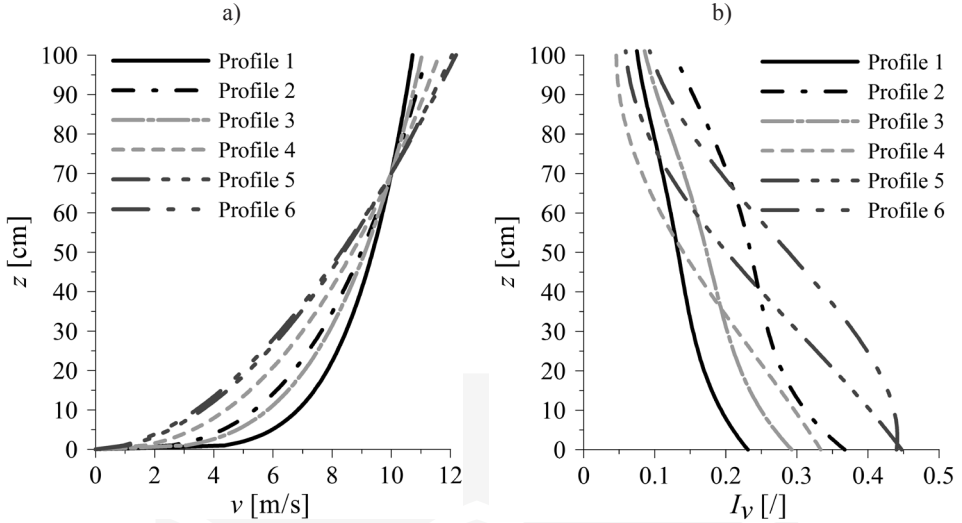 a)
100
90
80
70
60
50
40
30
20
10
0
z [cm]
Profile 1
Profile 2
Profile 3
Profile 4
Profile 5
Profile 6
0 2 4 6 8 10 12
v [m/s]
b)
100
90
80
70
60
50
40
30
20
10
0
z [cm]
Profile 1
Profile 2
Profile 3
Profile 4
Profile 5
Profile 6
0 0.1 0.2 0.3 0.4 0.5
Iv [/]